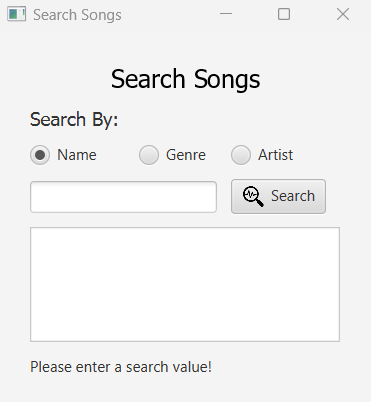 Search Songs
Search Songs
Search By:
Name Genre Artist
Search
Please enter a search value!